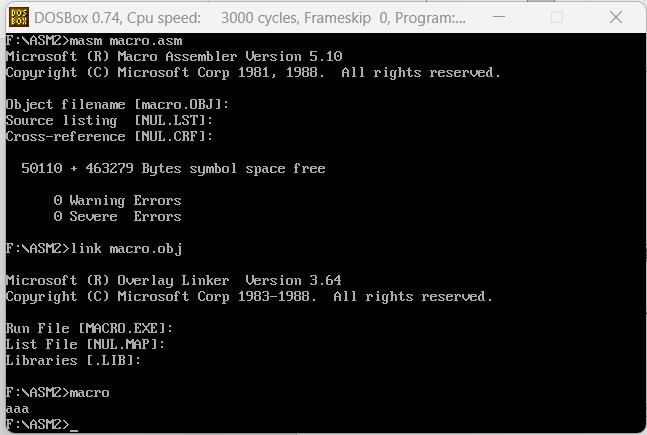 DOS
BOX
DOSBox 0.74, Cpu speed:     3000 cycles, Frameskip  0, Program:...
F:\ASM2>masm macro.asm
Microsoft (R) Macro Assembler Version 5.10
Copyright (C) Microsoft Corp 1981, 1988.  All rights reserved.
Object filename [macro.OBJ]:
Source listing  [NUL.LST]:
Cross-reference [NUL.CRF]:
50110 + 463279 Bytes symbol space free
0 Warning Errors
0 Severe  Errors
F:\ASM2>link macro.obj
Microsoft (R) Overlay Linker  Version 3.64
Copyright (C) Microsoft Corp 1983-1988.  All rights reserved.
Run File [MACRO.EXE]:
List File [NUL.MAP]:
Libraries [.LIB]:
F:\ASM2>macro
aaa
F:\ASM2>_